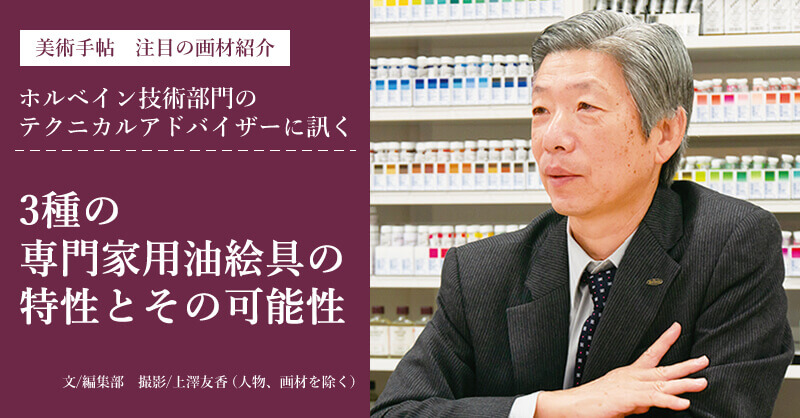 美術手帖　注目の画材紹介
ホルベイン技術部門の
テクニカルアドバイザーに訊く
3種の
専門家用油絵具の
特性とその可能性
文/編集部　撮影/上澤友香（人物、画材を除く）